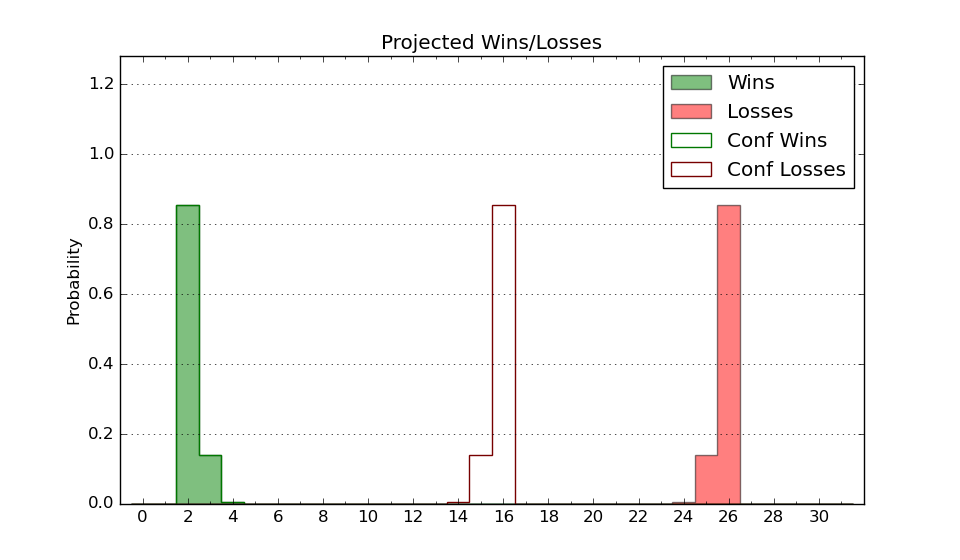 Projected Wins/Losses
Wins
Losses
Conf Wins
Conf Losses
Probability
1.2
1.0
0.8
0.6
0.4
0.2
0.0
0 2 4 6 8 10 12 14 16 18 20 22 24 26 28 30